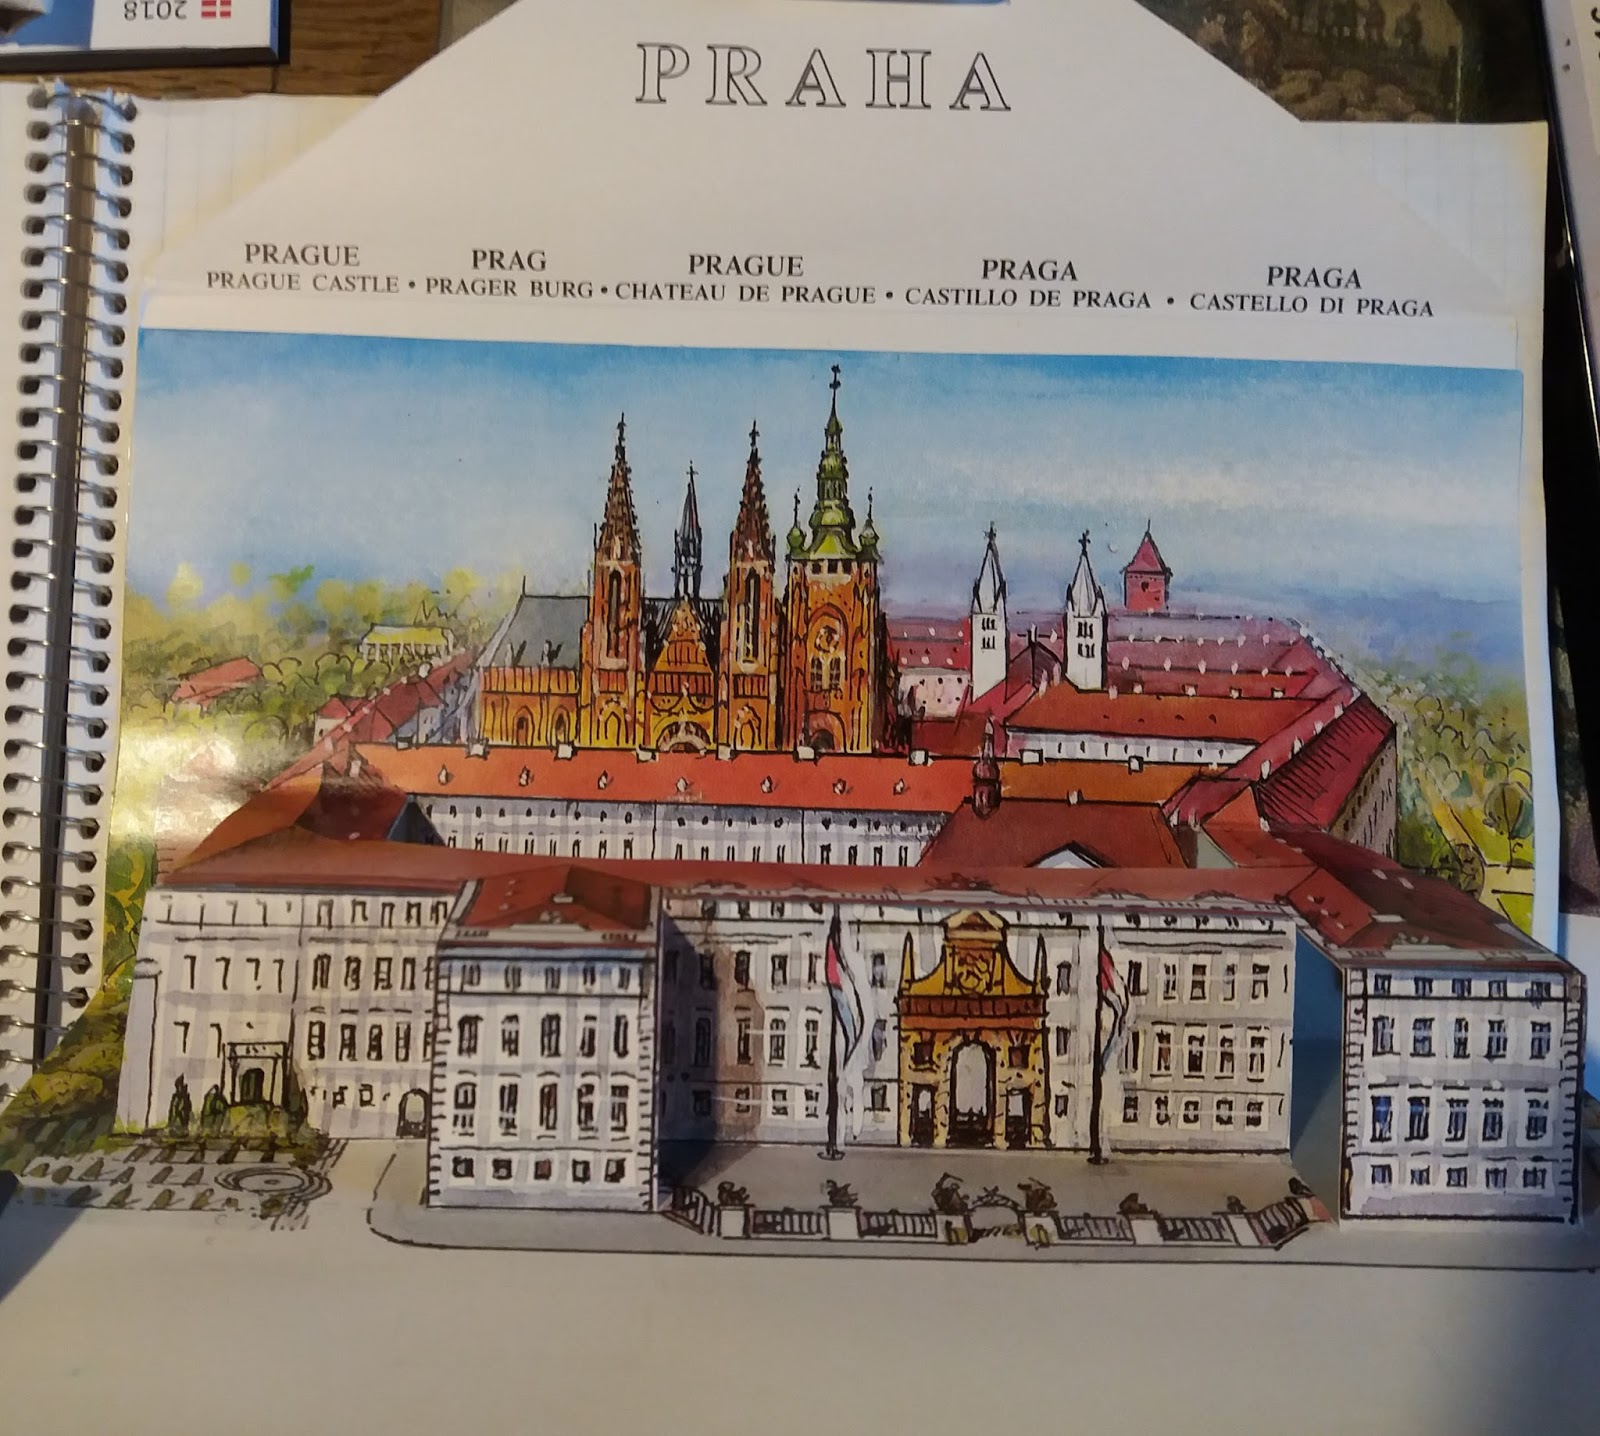 2018
PRAHA
PRAGUE PRAG PRAGUE PRAGA PRAGA
PRAGUE CASTLE • PRAGER BURG • CHATEAU DE PRAGUE • CASTILLO DE PRAGA • CASTELLO DI PRAGA